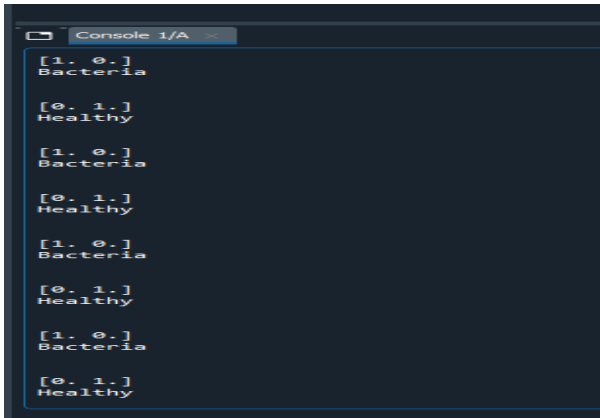 Console 1/A
[1. 0.]
Bacteria
[0. 1.]
Healthy
[1. 0.]
Bacteria
[0. 1.]
Healthy
[1. 0.]
Bacteria
[0. 1.]
Healthy
[1. 0.]
Bacteria
[0. 1.]
Healthy